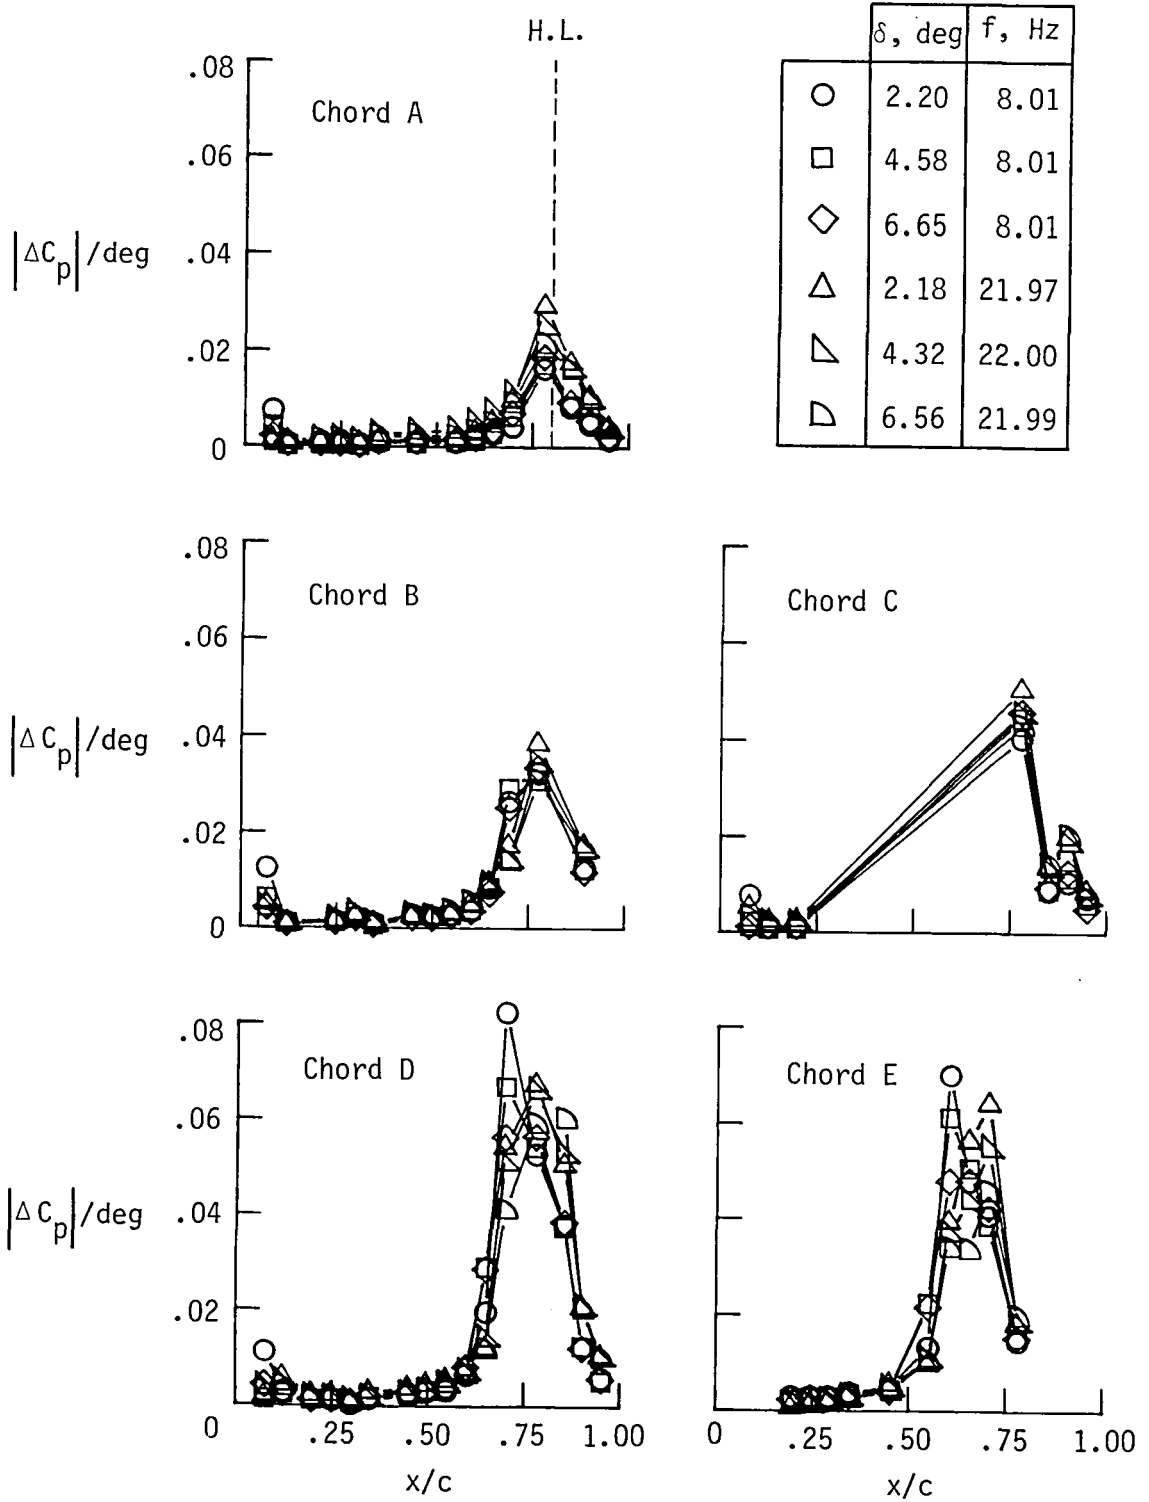 H.L.
δ, deg f, Hz
2.20 8.01
4.58 8.01
6.65 8.01
2.18 21.97
4.32 22.00
6.56 21.99
Chord A
.08
.06
.04
.02
0
|ΔCp|/deg
Chord B
.08
.06
.04
.02
0
|ΔCp|/deg
Chord C
Chord D
.08
.06
.04
.02
0
|ΔCp|/deg
.25 .50 .75 1.00
x/c
Chord E
0 .25 .50 .75 1.00
x/c